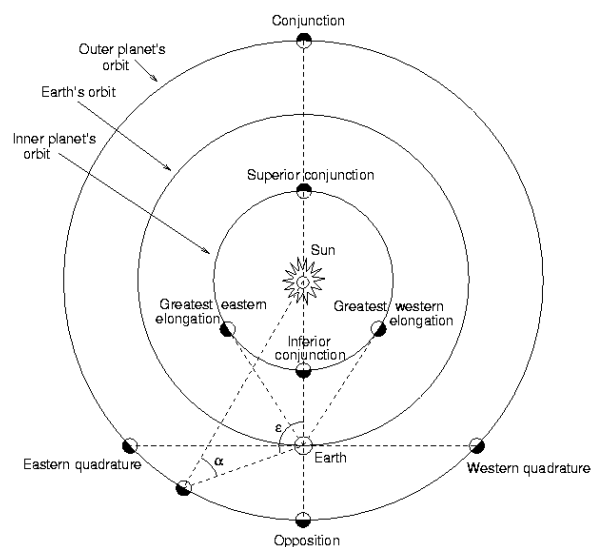 Conjunction
Outer planet's
orbit
Earth's orbit
Inner planet's
orbit
Superior conjunction
Sun
Greatest eastern
elongation
Greatest western
elongation
Inferior
conjunction
ε
α
Earth
Eastern quadrature
Western quadrature
Opposition